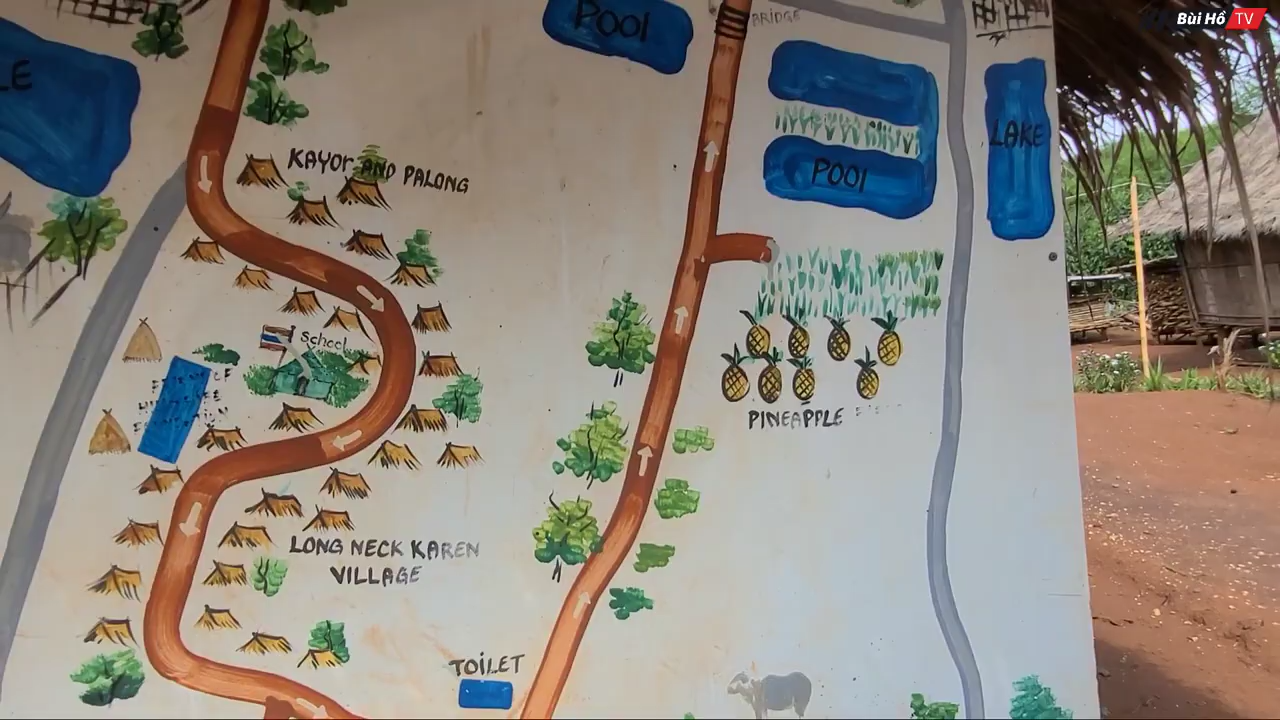 Bùi Hồ TV
POOL
BRIDGE
LE
LAKE
KAYOR AND PALONG
POOL
School
PINEAPPLE
LONG NECK KAREN
VILLAGE
TOILET